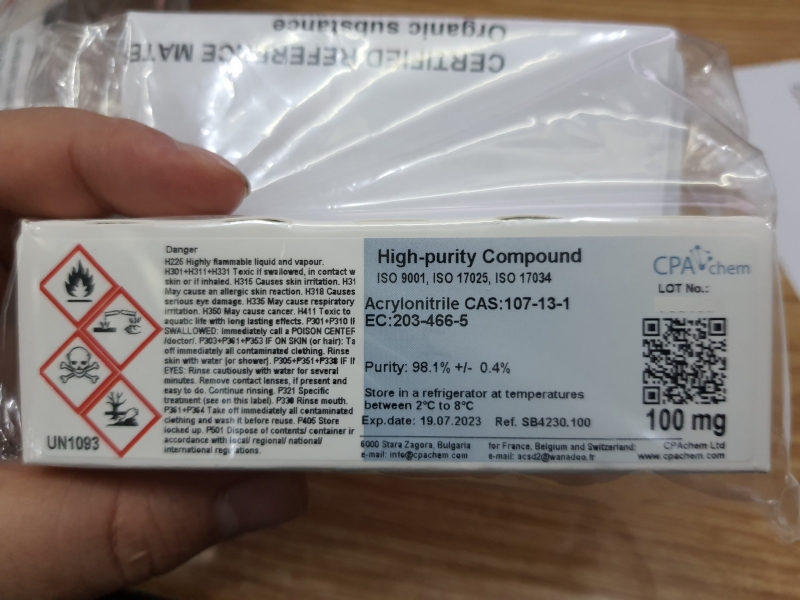 Organic substance
CERTIFIED REFERENCE MATE
Danger
H225 Highly flammable liquid and vapour.
H301+H311+H331 Toxic if swallowed, in contact w
skin or if inhaled. H315 Causes skin irritation. H31
May cause an allergic skin reaction. H318 Causes
serious eye damage. H335 May cause respiratory
irritation. H350 May cause cancer. H411 Toxic to
aquatic life with long lasting effects. P301+P310 IF
SWALLOWED: Immediately call a POISON CENTER
/doctor/. P303+P361+P353 IF ON SKIN (or hair): Ta
off immediately all contaminated clothing. Rinse
skin with water [or shower]. P305+P351+P338 IF IN
EYES: Rinse cautiously with water for several
minutes. Remove contact lenses, if present and
easy to do. Continue rinsing. P321 Specific
treatment (see on this label). P330 Rinse mouth.
P361+P364 Take off immediately all contaminated
clothing and wash it before reuse. P405 Store
locked up. P501 Dispose of contents/ container in
accordance with local/ regional/ national/
international regulations.
UN1093
High-purity Compound
ISO 9001, ISO 17025, ISO 17034
Acrylonitrile CAS:107-13-1
EC:203-466-5
Purity: 98.1% +/- 0.4%
Store in a refrigerator at temperatures
between 2°C to 8°C
Exp.date: 19.07.2023 Ref. SB4230.100
6000 Stara Zagora, Bulgaria
e-mail: info@cpachem.com
for France, Belgium and Switzerland:
e-mail: acsd2@wanadoo.fr
CPAchem
LOT No.:
100 mg
CPAchem Ltd
www.cpachem.com